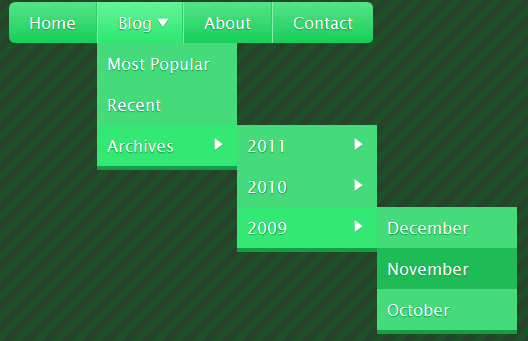 Home Blog About Contact
Most Popular
Recent
Archives
2011
2010
2009
December
November
October